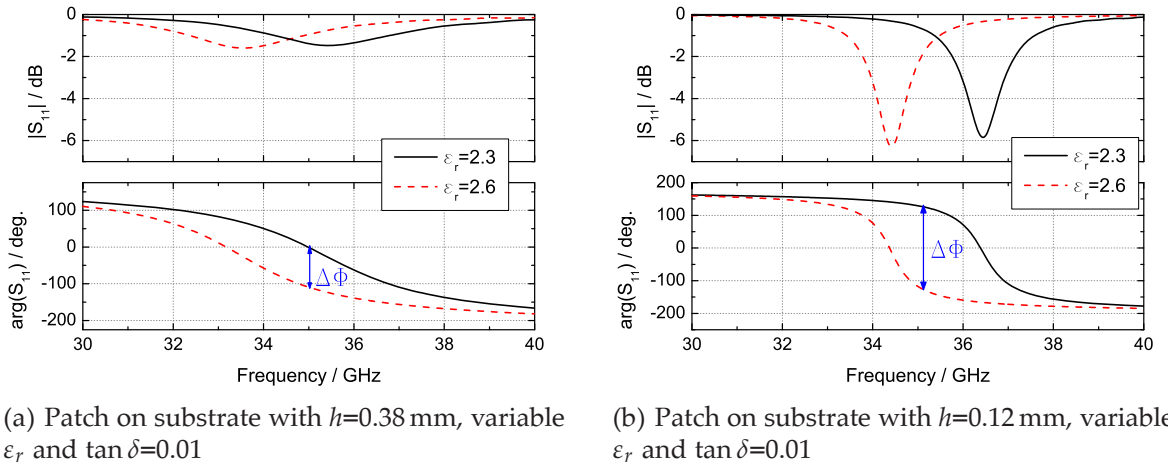 0
-2
-4
-6
|S₁₁| / dB
εᵣ=2.3
εᵣ=2.6
100
0
-100
-200
arg(S₁₁) / deg.
ΔΦ
30 32 34 36 38 40
Frequency / GHz
(a) Patch on substrate with h=0.38 mm, variable
εᵣ and tan δ=0.01
0
-2
-4
-6
|S₁₁| / dB
εᵣ=2.3
εᵣ=2.6
200
100
0
-100
-200
arg(S₁₁) / deg.
ΔΦ
30 32 34 36 38 40
Frequency / GHz
(b) Patch on substrate with h=0.12 mm, variable
εᵣ and tan δ=0.01